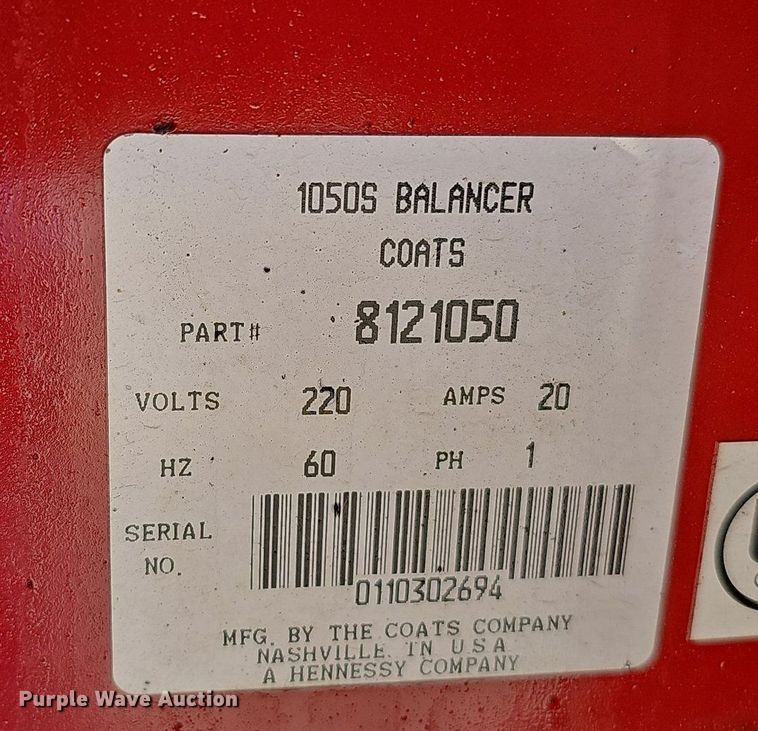 1050S BALANCER
COATS
PART# 8121050
VOLTS 220 AMPS 20
HZ 60 PH 1
SERIAL
NO.
0110302694
MFG. BY THE COATS COMPANY
NASHVILLE. TN U.S.A
A HENNESSY COMPANY
Purple Wave Auction